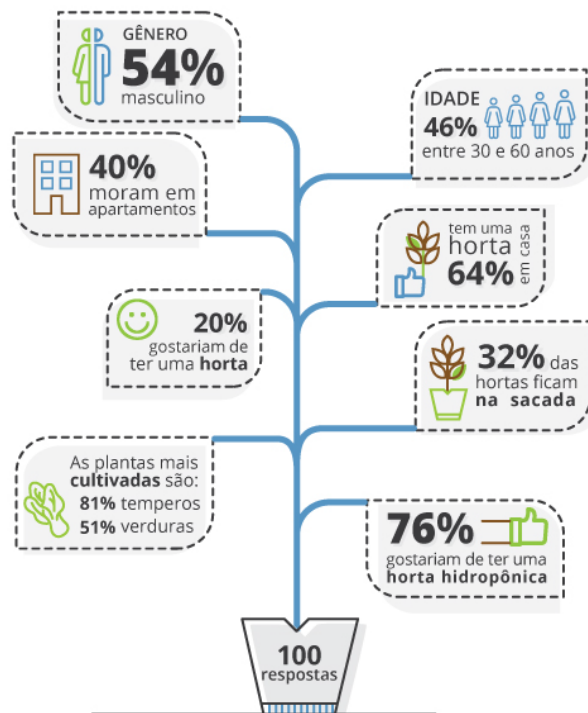 GÊNERO
54%
masculino
IDADE
46%
entre 30 e 60 anos
40%
moram em
apartamentos
tem uma
horta
64%
em casa
20%
gostariam de
ter uma horta
32% das
hortas ficam
na sacada
As plantas mais
cultivadas são:
81% temperos
51% verduras
76%
gostariam de ter uma
horta hidropônica
100
respostas